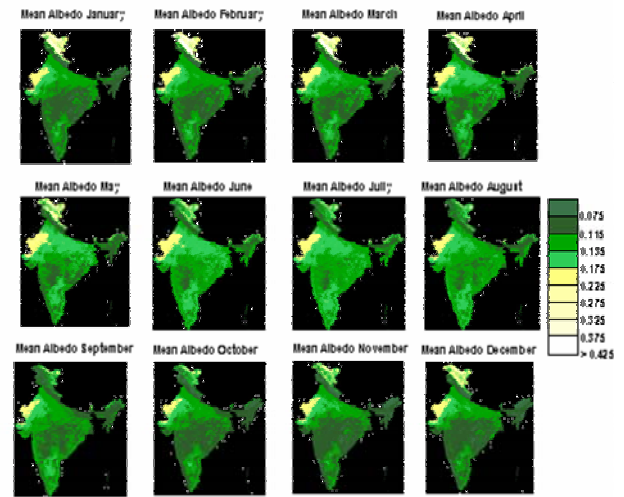 Mean Albedo January
Mean Albedo February
Mean Albedo March
Mean Albedo April
Mean Albedo May
Mean Albedo June
Mean Albedo July
Mean Albedo August
0.075
0.115
0.135
0.175
0.225
0.275
0.325
0.375
> 0.425
Mean Albedo September
Mean Albedo October
Mean Albedo November
Mean Albedo December